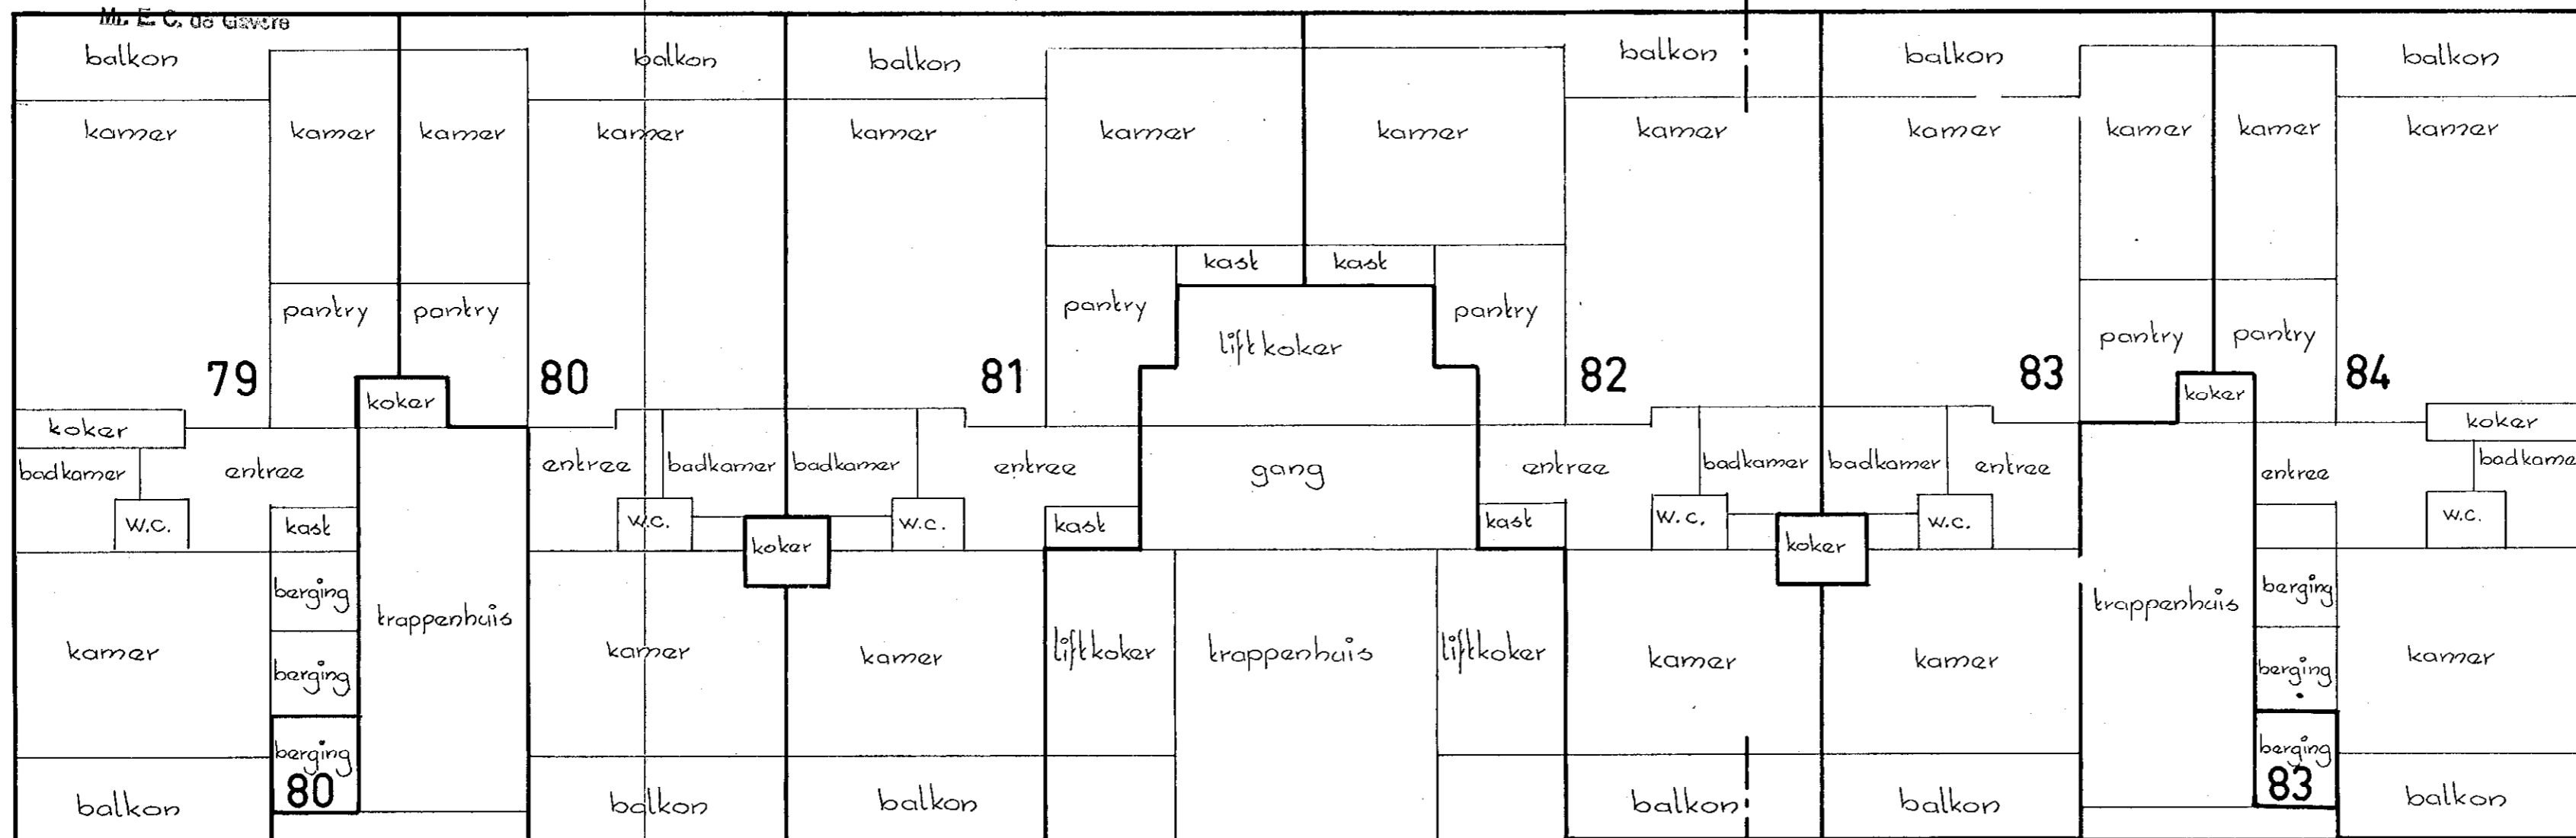 Mr. E. C. de Gavere
balkon balkon balkon balkon balkon balkon
kamer kamer kamer kamer kamer kamer kamer kamer kamer kamer kamer kamer
kast kast
pantry pantry pantry pantry pantry pantry
liftkoker
79 80 81 82 83 84
koker koker
koker koker
badkamer entree entree badkamer badkamer entree gang entree badkamer badkamer entree entree badkame
w.c. kast w.c. w.c. kast kast w.c. w.c. w.c.
koker koker
berging berging
trappenhuis trappenhuis
kamer kamer kamer liftkoker trappenhuis liftkoker kamer kamer kamer
berging berging
berging berging
80 83
balkon balkon balkon balkon balkon balkon